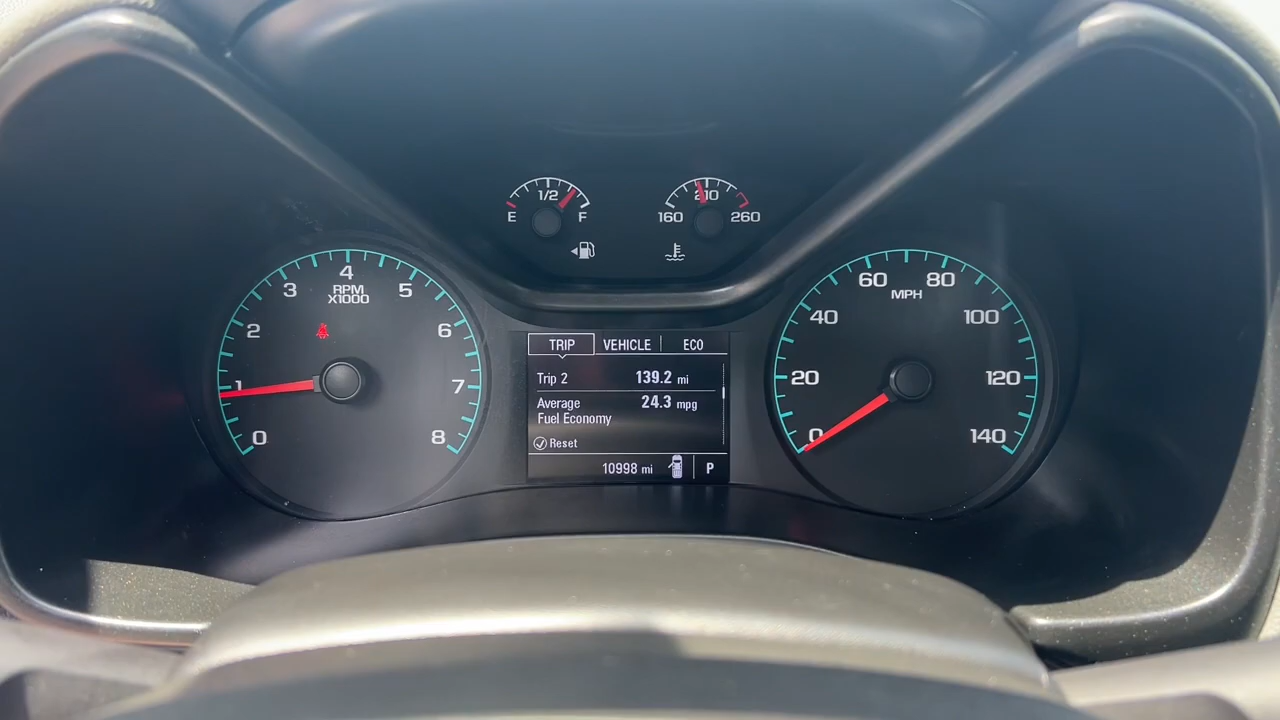 E 1/2 F
160 210 260
0 1 2 3 4 5 6 7 8
RPM
X1000
TRIP VEHICLE ECO
Trip 2 139.2 mi
Average 24.3 mpg
Fuel Economy
Reset
10998 mi P
0 20 40 60 80 100 120 140
MPH